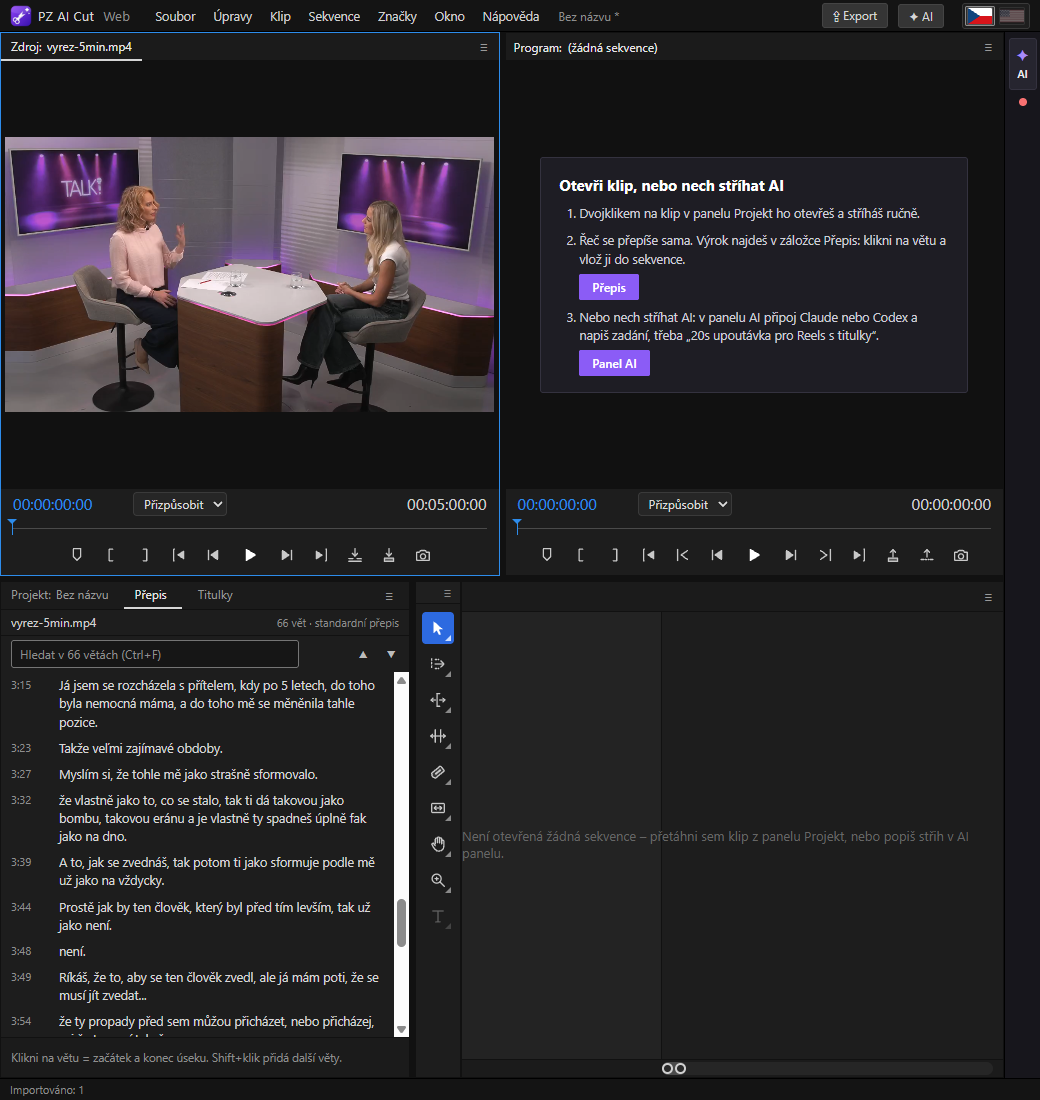 PZ AI Cut Web Soubor Úpravy Klip Sekvence Značky Okno Nápověda Bez názvu * Export AI
Zdroj: vyrez-5min.mp4
Program: (žádná sekvence)
AI
TALK
Otevři klip, nebo nech stříhat AI
1. Dvojklikem na klip v panelu Projekt ho otevřeš a stříháš ručně.
2. Řeč se přepíše sama. Výrok najdeš v záložce Přepis: klikni na větu a
vlož ji do sekvence.
Přepis
3. Nebo nech stříhat AI: v panelu AI připoj Claude nebo Codex a
napiš zadání, třeba „20s upoutávka pro Reels s titulky“.
Panel AI
00:00:00:00 Přizpůsobit 00:05:00:00
00:00:00:00 Přizpůsobit 00:00:00:00
Projekt: Bez názvu Přepis Titulky
vyrez-5min.mp4 66 vět · standardní přepis
Hledat v 66 větách (Ctrl+F)
3:15 Já jsem se rozcházela s přítelem, kdy po 5 letech, do toho
byla nemocná máma, a do toho mě se měněnila tahle
pozice.
3:23 Takže veľmi zajímavé obdoby.
3:27 Myslím si, že tohle mě jako strašně sformovalo.
3:32 že vlastně jako to, co se stalo, tak ti dá takovou jako
bombu, takovou eránu a je vlastně ty spadneš úplně fak
jako na dno.
3:39 A to, jak se zvednáš, tak potom ti jako sformuje podle mě
už jako na vždycky.
3:44 Prostě jak by ten člověk, který byl před tím levším, tak už
jako není.
3:48 není.
3:49 Ríkáš, že to, aby se ten člověk zvedl, ale já mám poti, že se
musí jít zvedat...
3:54 že ty propady před sem můžou přicházet, nebo přicházej,
Klikni na větu = začátek a konec úseku. Shift+klik přidá další věty.
Není otevřená žádná sekvence – přetáhni sem klip z panelu Projekt, nebo popiš střih v AI
panelu.
Importováno: 1